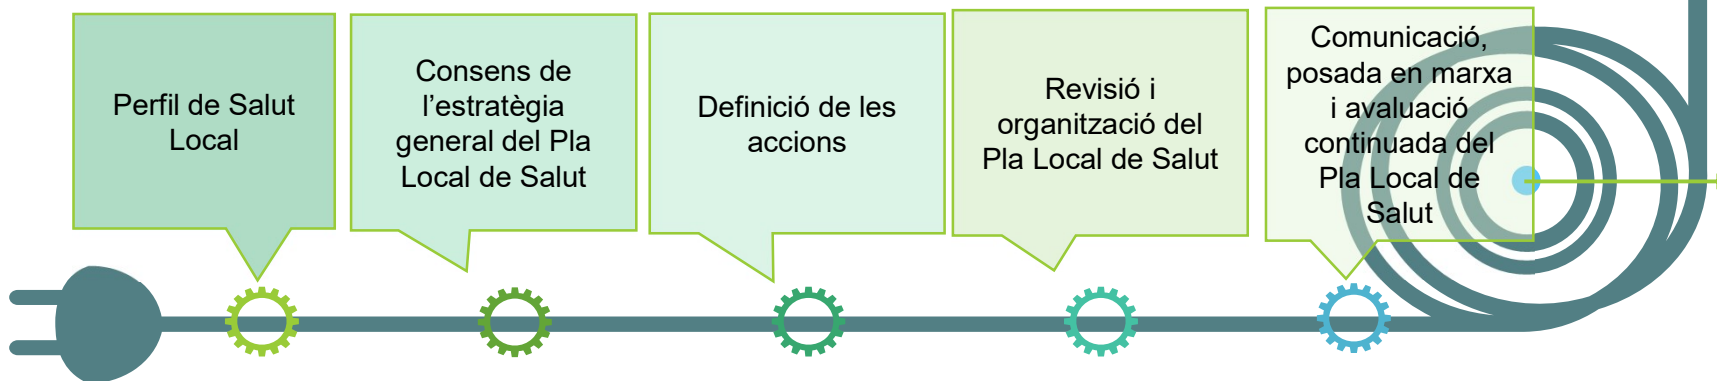 Perfil de Salut
Local
Consens de
l’estratègia
general del Pla
Local de Salut
Definició de les
accions
Revisió i
organització del
Pla Local de Salut
Comunicació,
posada en marxa
i avaluació
continuada del
Pla Local de
Salut